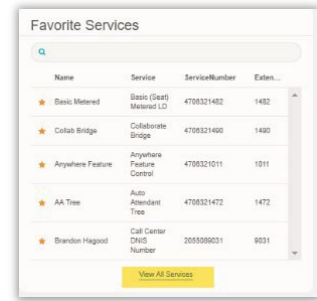 Favorite Services
Name Service ServiceNumber Exten...
Basic Metered Basic (Seat) Metered LD 4706321482 1482
Collab Bridge Collaborate Bridge 4706321490 1490
Anywhere Feature Anywhere Feature Control 4706321011 1011
AA Tree Auto Attendant Tree 4706321472 1472
Brandon Hagood Call Center DNIS Number 2055089031 9031
View All Services